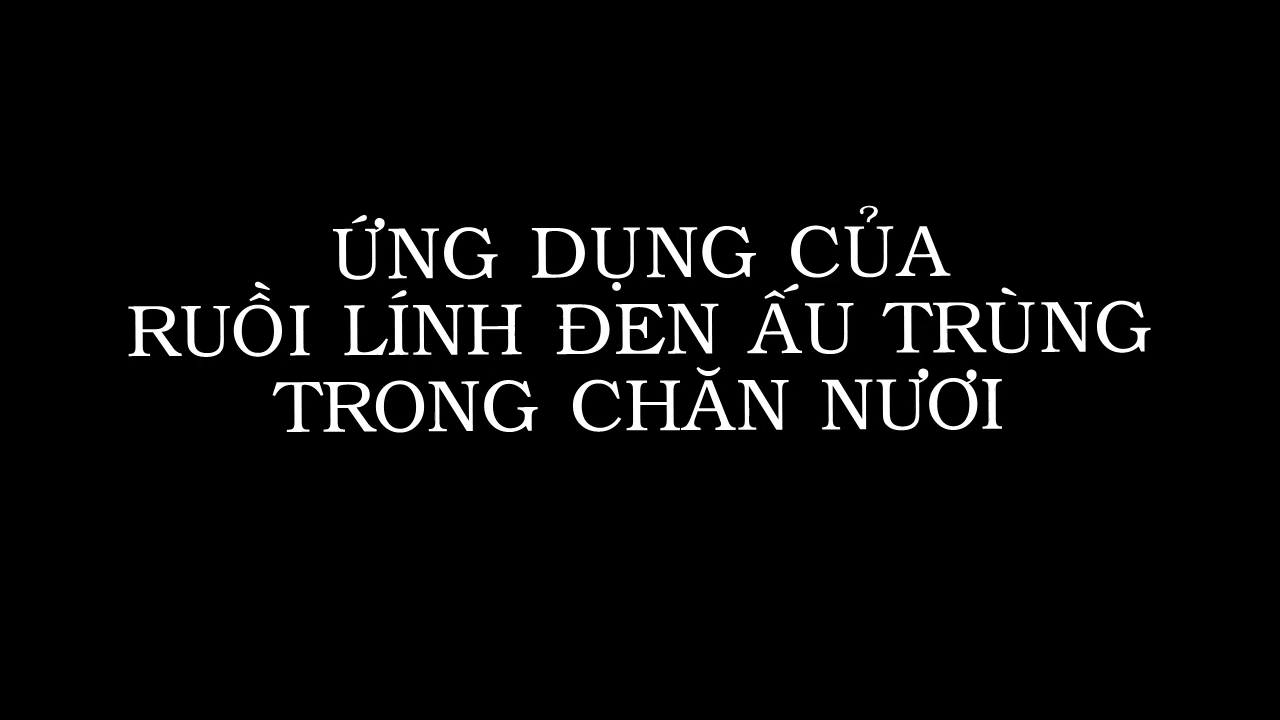 ỨNG DỤNG CỦA
RUỒI LÍNH ĐEN ẤU TRÙNG
TRONG CHĂN NƯƠI